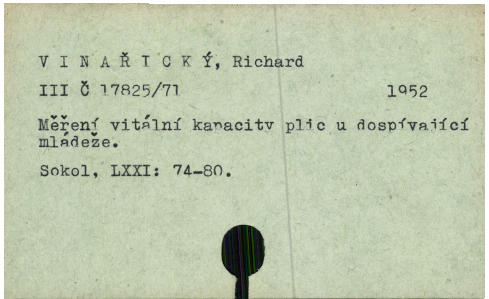 V I N A Ř I C K Ý, Richard
III Č 17825/71 1952
Měření vitální kapacity plic u dospívající
mládeže.
Sokol, LXXI: 74-80.